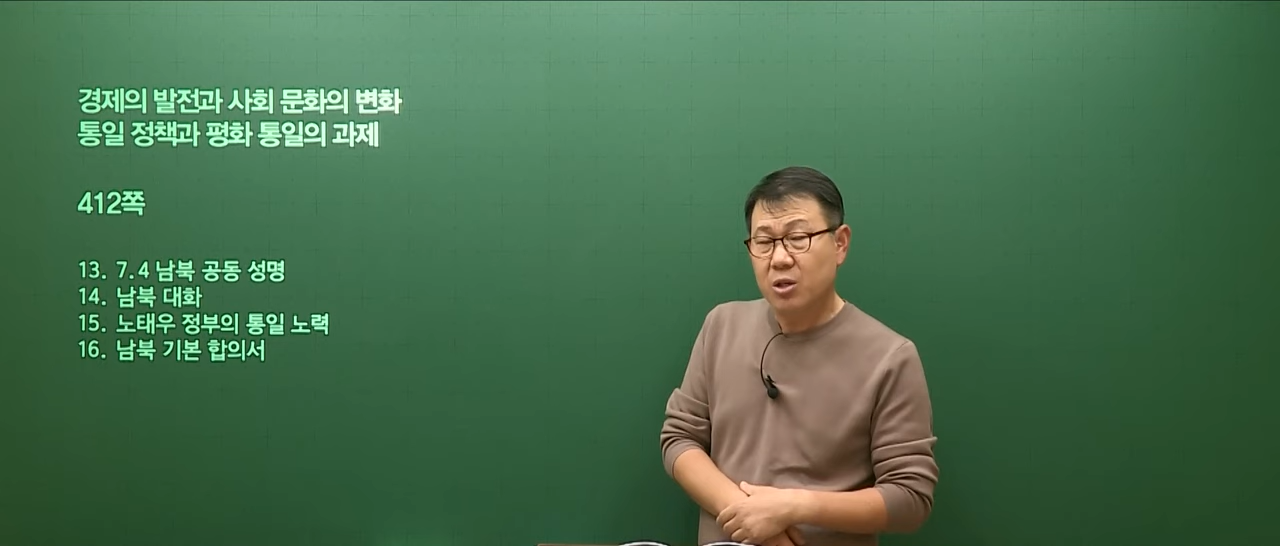 경제의 발전과 사회 문화의 변화
통일 정책과 평화 통일의 과제
412쪽
13. 7.4 남북 공동 성명
14. 남북 대화
15. 노태우 정부의 통일 노력
16. 남북 기본 합의서